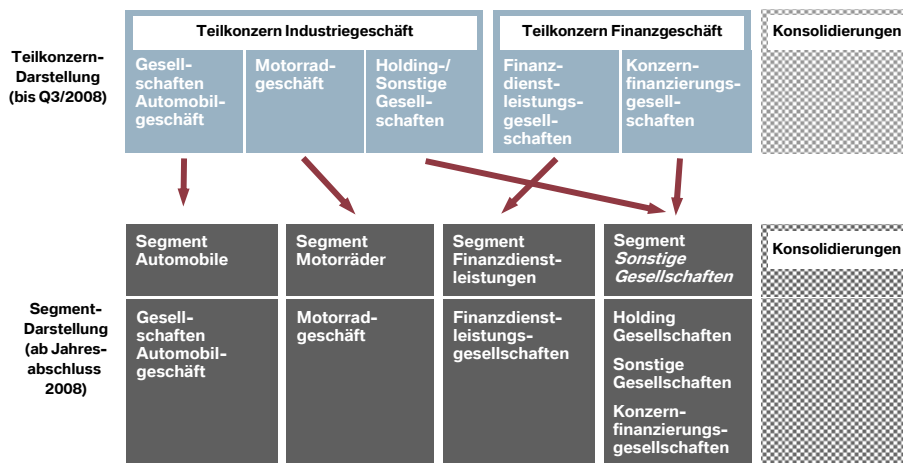 Teilkonzern-
Darstellung
(bis Q3/2008)
Teilkonzern Industriegeschäft
Gesell-
schaften
Automobil-
geschäft
Motorrad-
geschäft
Holding-/
Sonstige
Gesell-
schaften
Teilkonzern Finanzgeschäft
Finanz-
dienst-
leistungs-
gesell-
schaften
Konzern-
finanzierungs-
gesell-
schaften
Konsolidierungen
Segment-
Darstellung
(ab Jahres-
abschluss
2008)
Segment
Automobile
Segment
Motorräder
Segment
Finanzdienst-
leistungen
Segment
Sonstige
Gesellschaften
Konsolidierungen
Gesell-
schaften
Automobil-
geschäft
Motorrad-
geschäft
Finanzdienst-
leistungs-
gesellschaften
Holding
Gesellschaften
Sonstige
Gesellschaften
Konzern-
finanzierungs-
gesellschaften